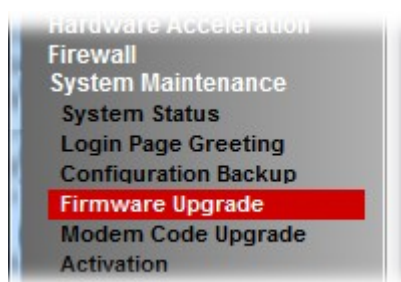 Hardware Acceleration
Firewall
System Maintenance
System Status
Login Page Greeting
Configuration Backup
Firmware Upgrade
Modem Code Upgrade
Activation